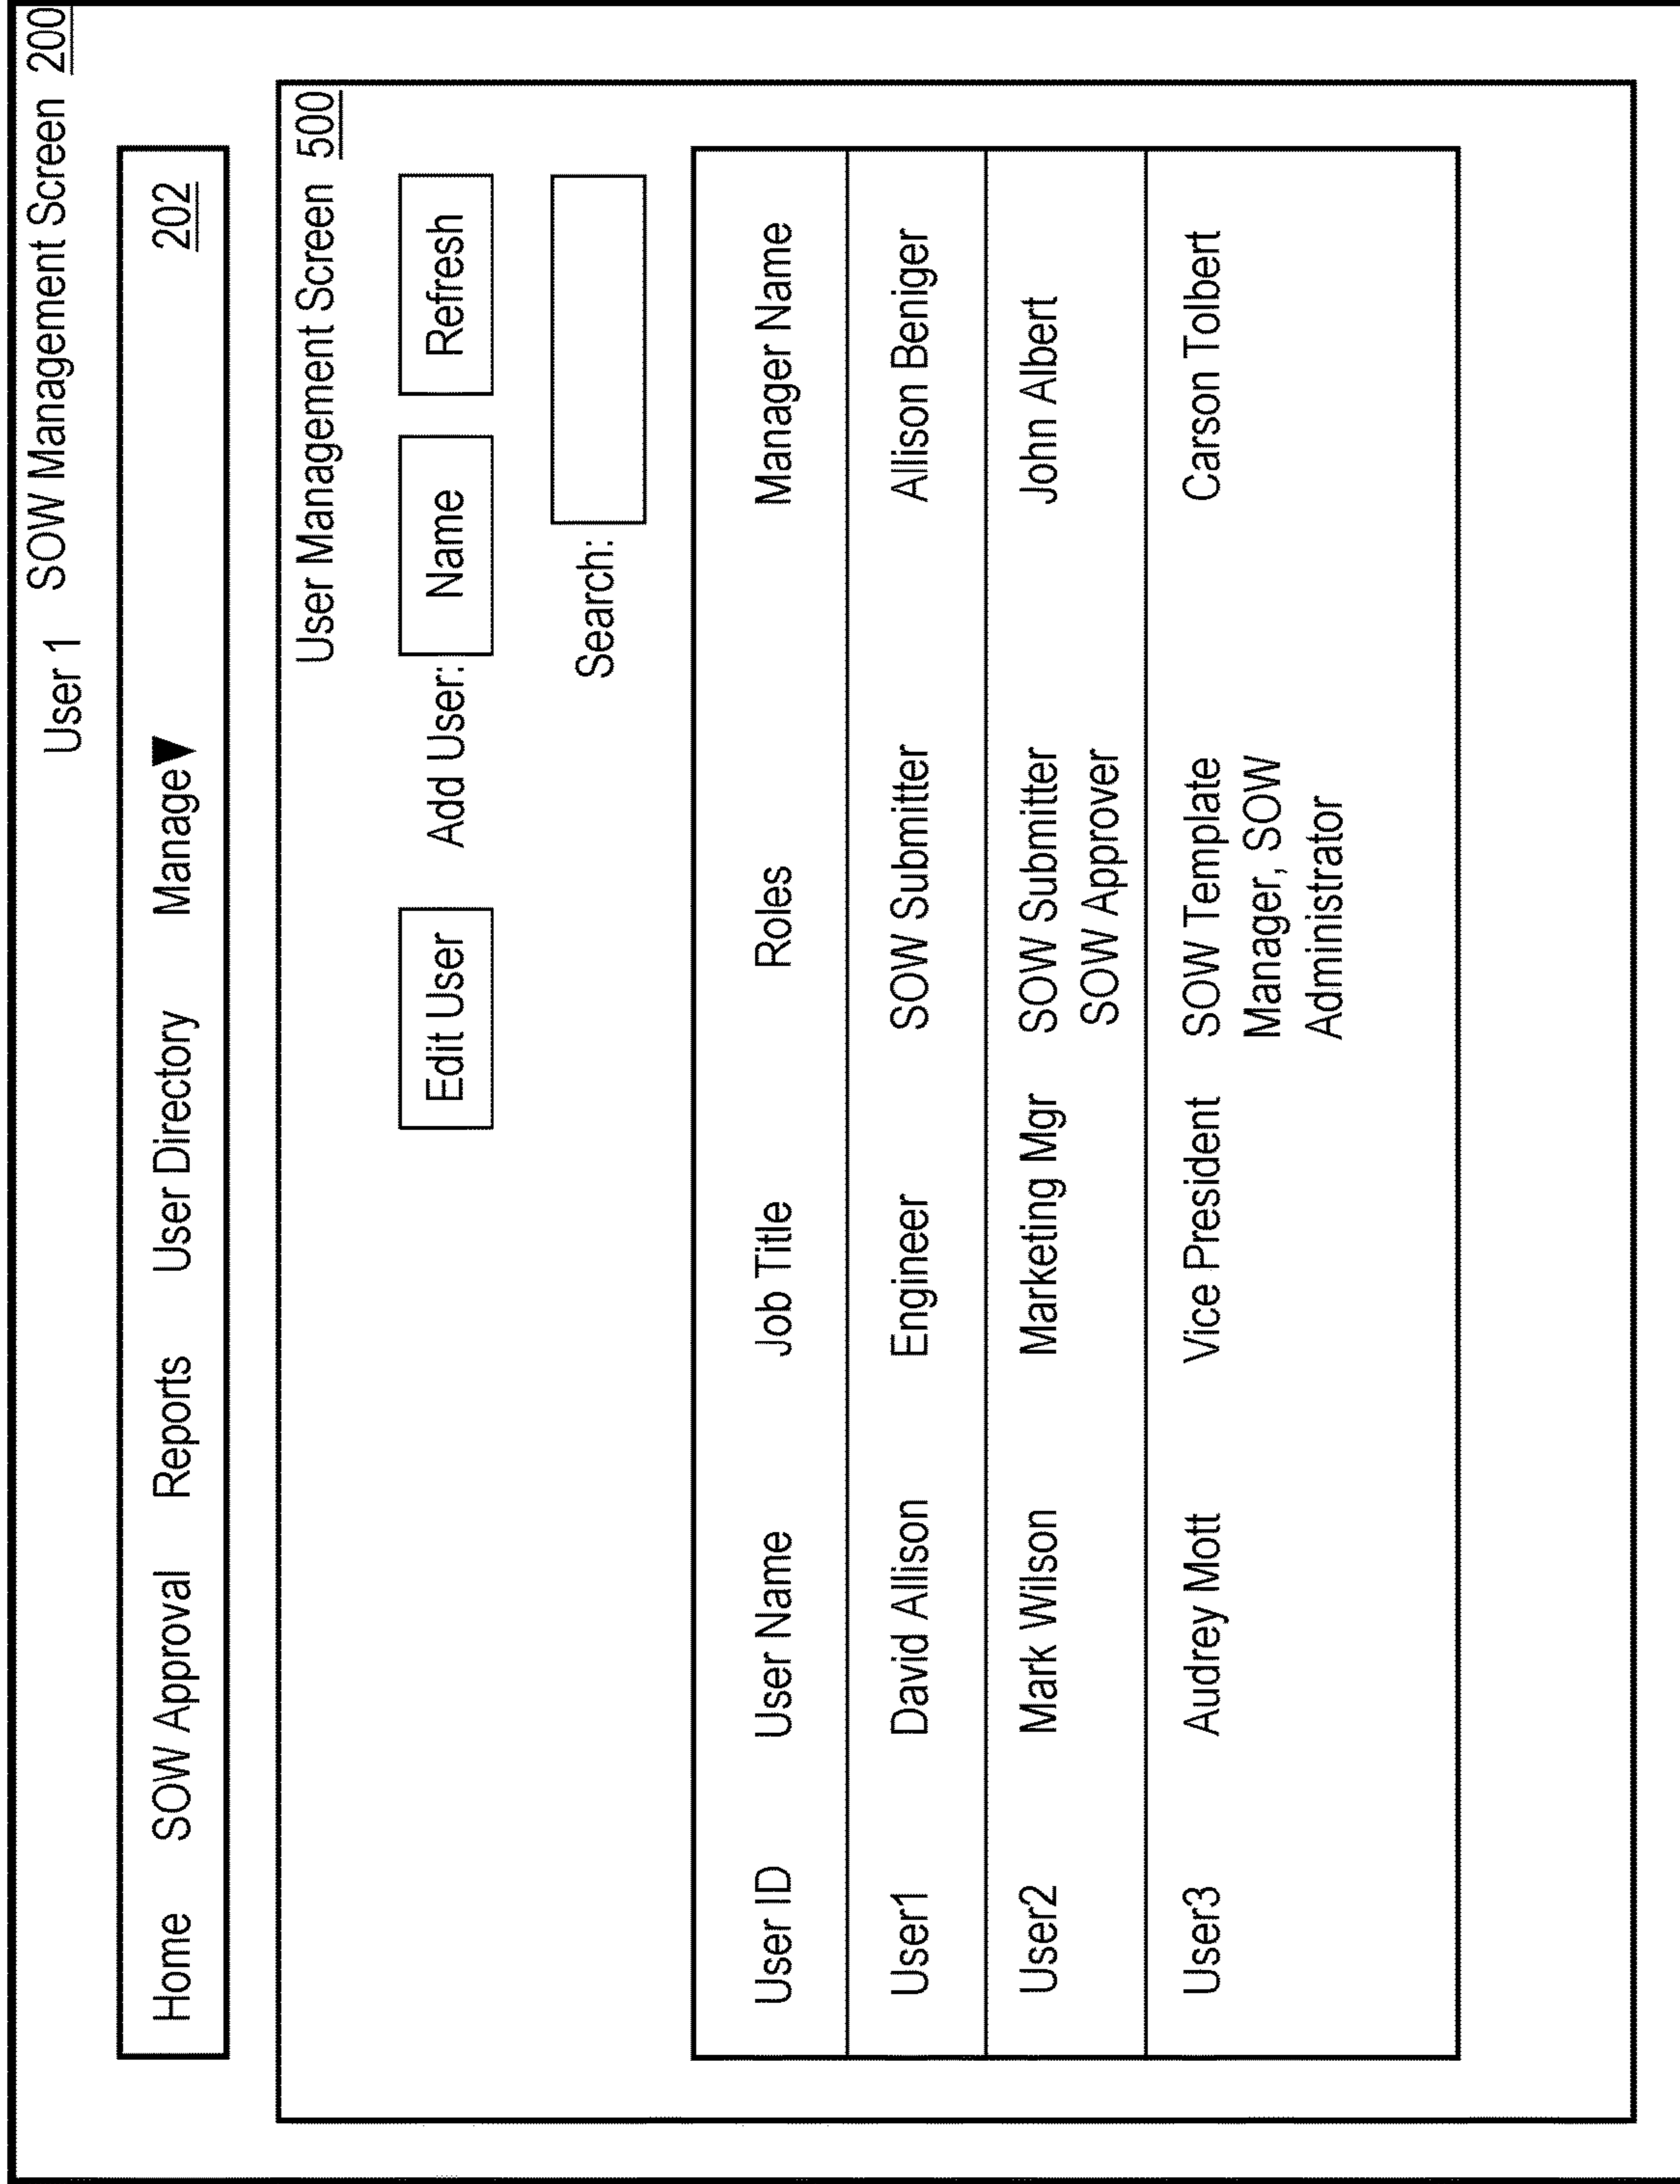 User 1 SOW Management Screen 200
Home SOW Approval Reports User Directory Manage▼ 202
User Management Screen 500
Edit User Add User: Name Refresh
Search:
User ID User Name Job Title Roles Manager Name
User1 David Allison Engineer SOW Submitter Allison Beniger
User2 Mark Wilson Marketing Mgr SOW Submitter John Albert
SOW Approver
User3 Audrey Mott Vice President SOW Template Carson Tolbert
Manager, SOW
Administrator